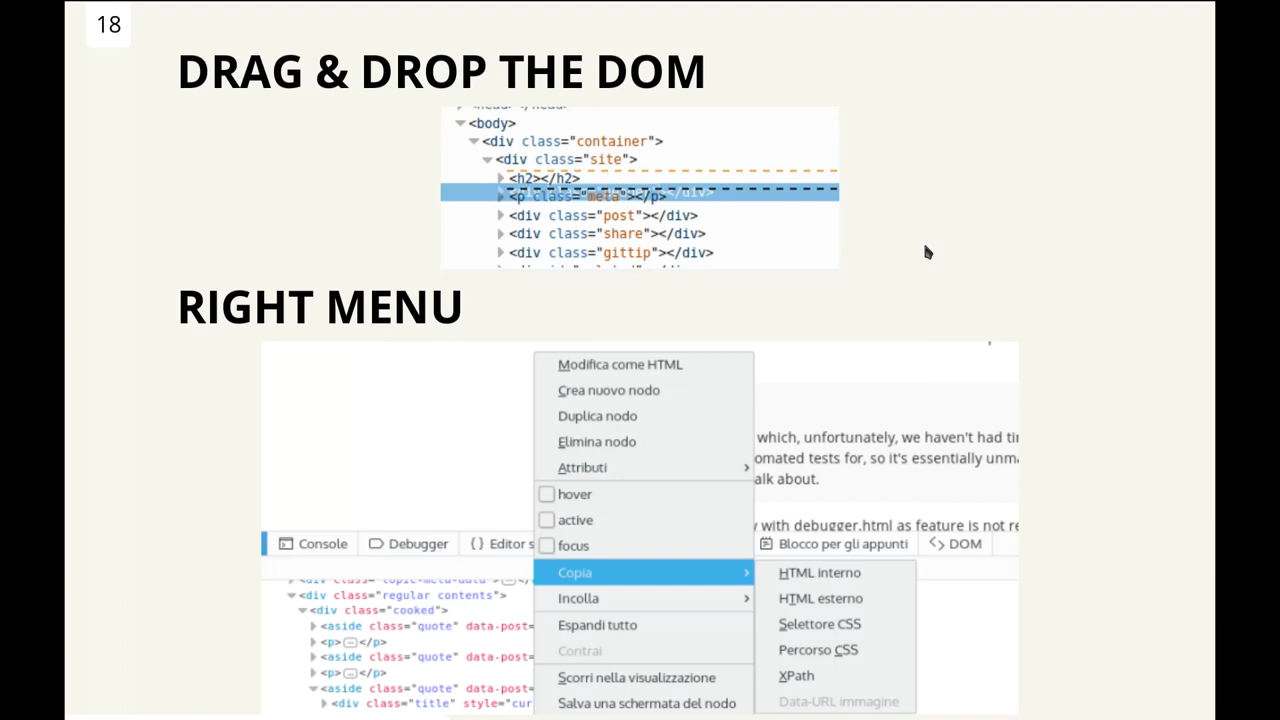 18
DRAG & DROP THE DOM
<body>
<div class="container">
<div class="site">
<h2></h2>
<p class="meta"></p>
<div class="post"></div>
<div class="share"></div>
<div class="gittip"></div>
RIGHT MENU
Modifica come HTML
Crea nuovo nodo
Duplica nodo
Elimina nodo
Attributi
hover
active
focus
Copia
Incolla
Espandi tutto
Contrai
Scorri nella visualizzazione
Salva una schermata del nodo
which, unfortunately, we haven't had
omated tests for, so it's essentially
alk about.
with debugger.html as feature is not
Console
Debugger
{ } Editor s
Blocco per gli appunti
DOM
HTML interno
HTML esterno
Selettore CSS
Percorso CSS
XPath
Data-URL immagine
<div class="topic-meta-data">
<div class="regular contents">
<div class="cooked">
<aside class="quote" data-post=
<p></p>
<aside class="quote" data-post=
<p></p>
<aside class="quote" data-post=
<div class="title" style="cur